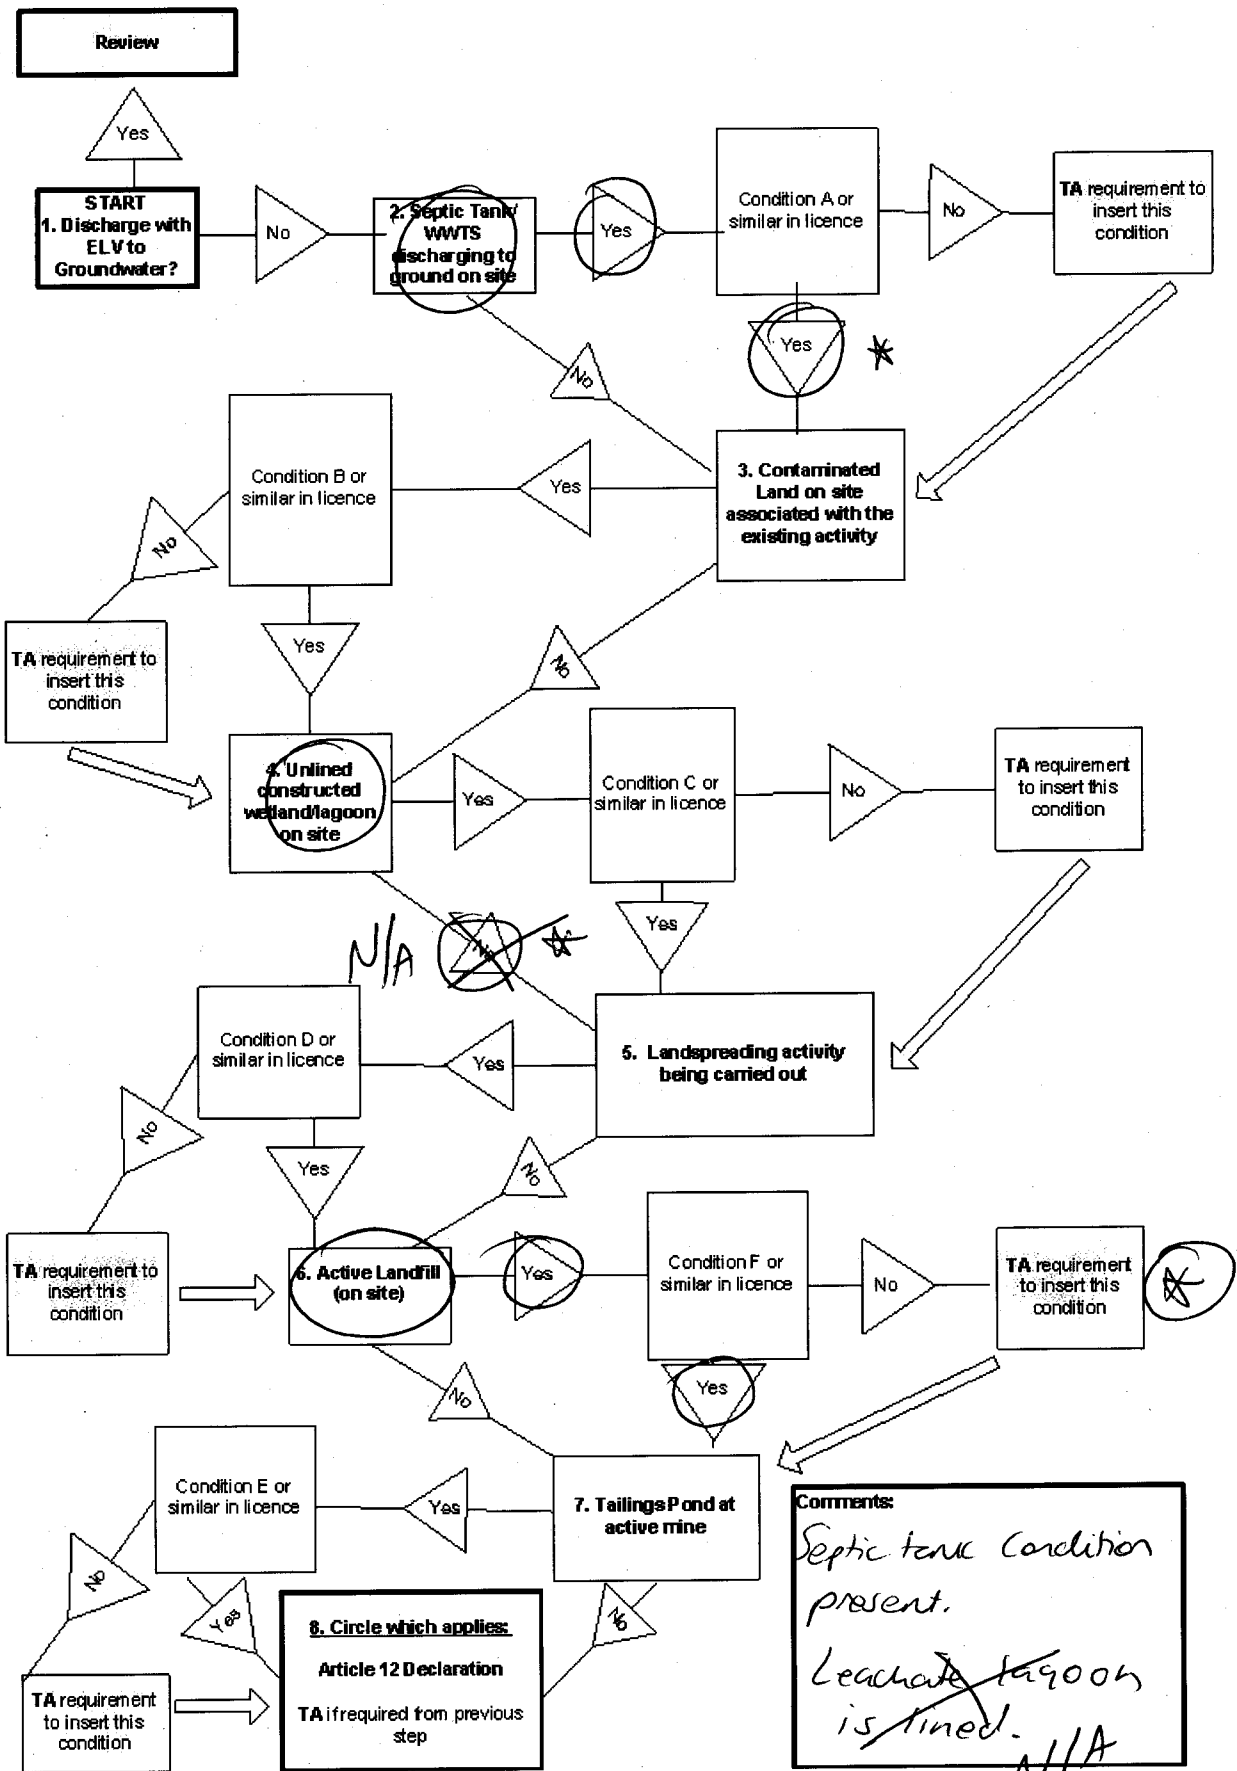 Review
Yes
START
1. Discharge with
ELV to
Groundwater?
No
2. Septic Tank/
WWTS
discharging to
ground on site
Yes
Condition A or
similar in licence
No
TA requirement to
insert this
condition
Yes
No
3. Contaminated
Land on site
associated with the
existing activity
Yes
Condition B or
similar in licence
No
TA requirement to
insert this
condition
Yes
No
4. Unlined
constructed
wetland/lagoon
on site
Yes
Condition C or
similar in licence
No
TA requirement
to insert this
condition
Yes
N/A
No
5. Landspreading activity
being carried out
Yes
Condition D or
similar in licence
No
TA requirement to
insert this
condition
Yes
No
6. Active Landfill
(on site)
Yes
Condition F or
similar in licence
No
TA requirement
to insert this
condition
Yes
No
7. Tailings Pond at
active mine
Yes
Condition E or
similar in licence
No
TA requirement
to insert this
condition
Yes
No
8. Circle which applies:
Article 12 Declaration
TA if required from previous
step
Comments:
Septic tank Condition
present.
Leachate lagoon
is lined.
N/A